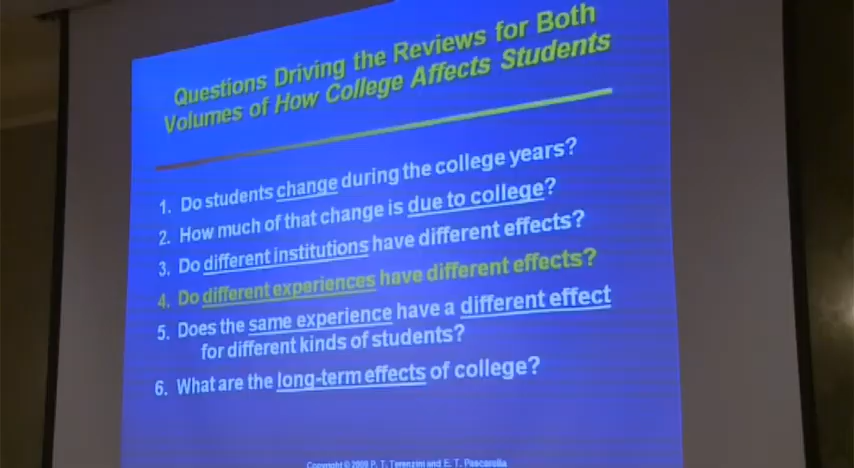 Questions Driving the Reviews for Both
Volumes of How College Affects Students
1. Do students change during the college years?
2. How much of that change is due to college?
3. Do different institutions have different effects?
4. Do different experiences have different effects?
5. Does the same experience have a different effect
for different kinds of students?
6. What are the long-term effects of college?
Copyright © 2009 P. T. Terenzini and E. T. Pascarella